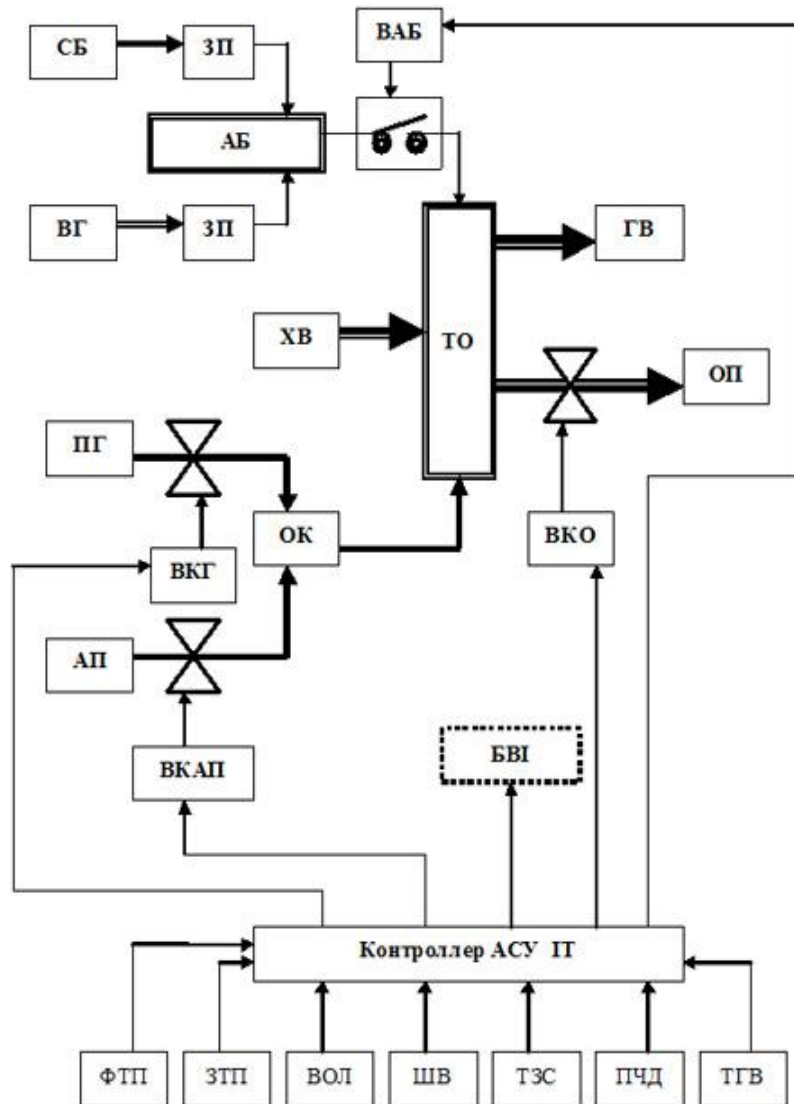 СБ
ЗП
ВАБ
АБ
ВГ
ЗП
ГВ
ХВ
ТО
ОП
ПГ
ОК
ВКО
ВКГ
АП
БВІ
ВКАП
Контроллер АСУ ІТ
ФТП
ЗТП
ВОЛ
ШВ
ТЗС
ПЧД
ТГВ